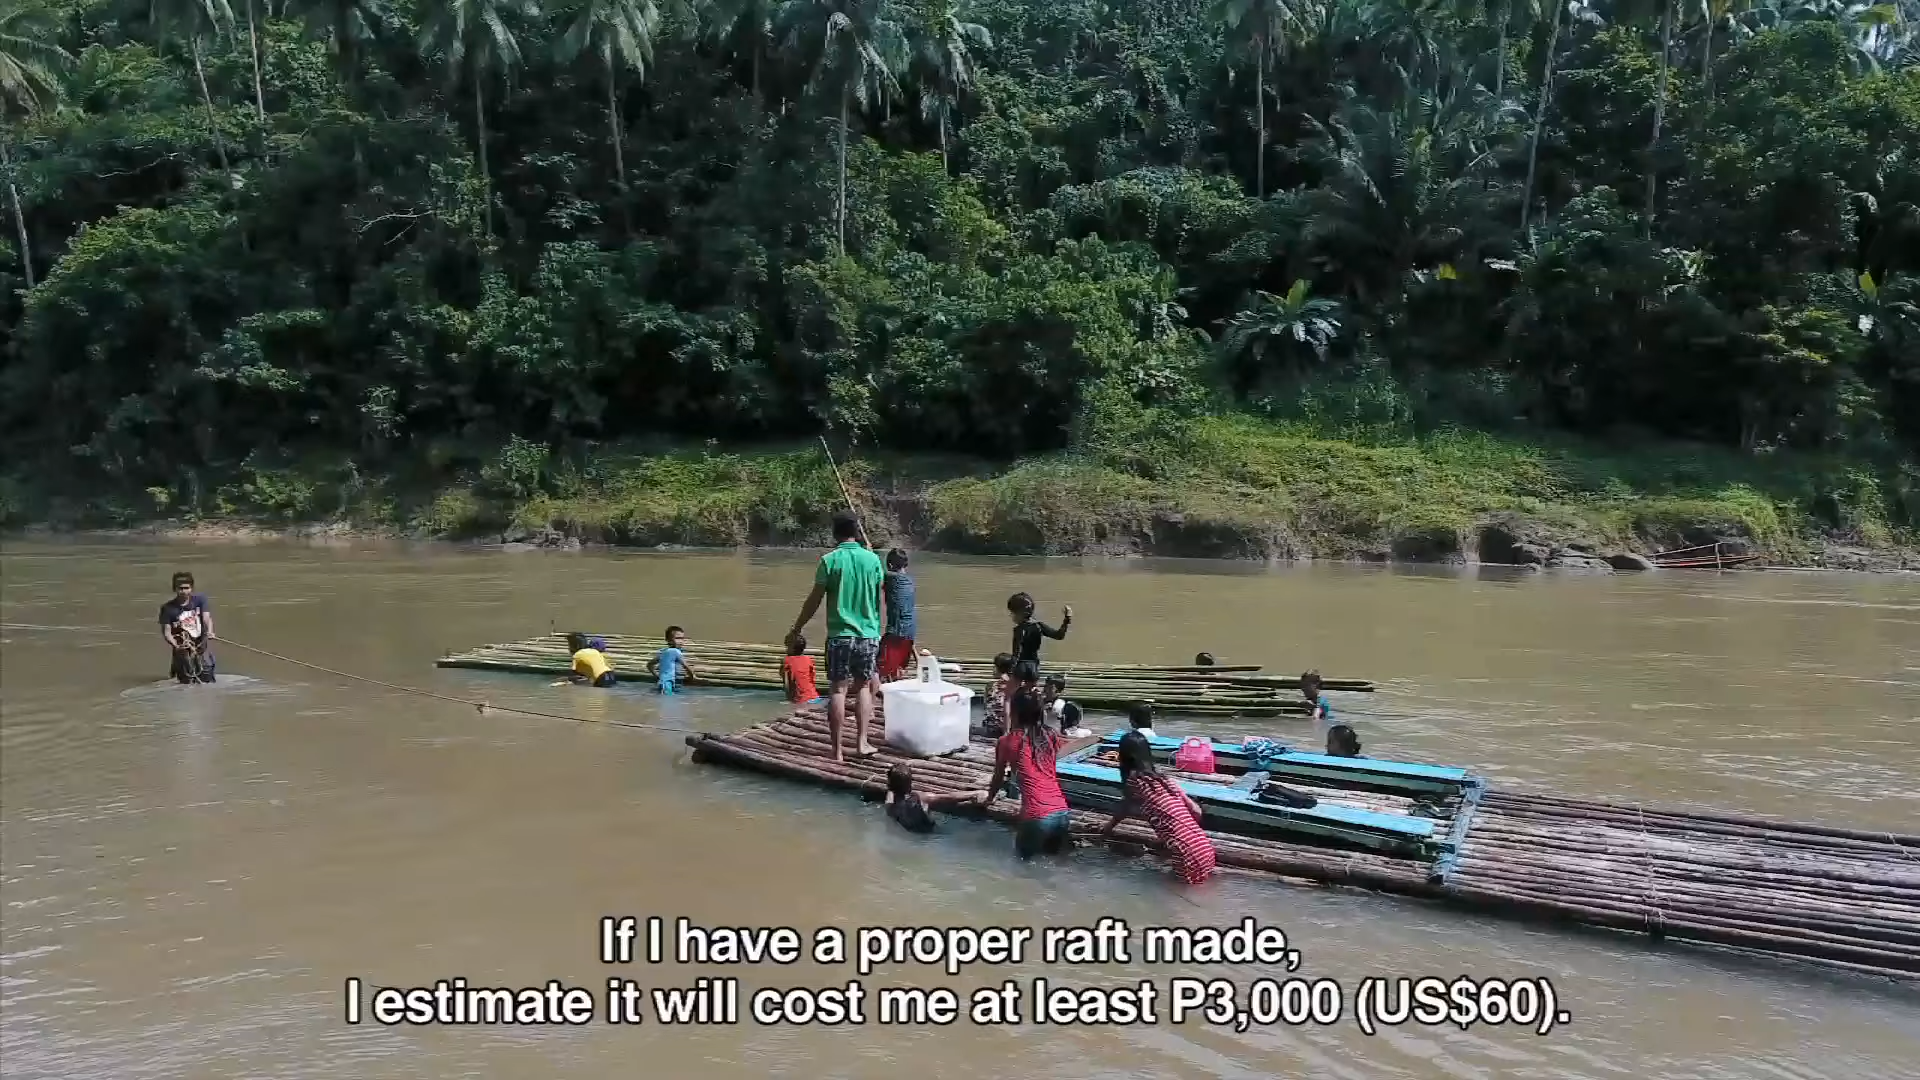 If I have a proper raft made,
I estimate it will cost me at least P3,000 (US$60).